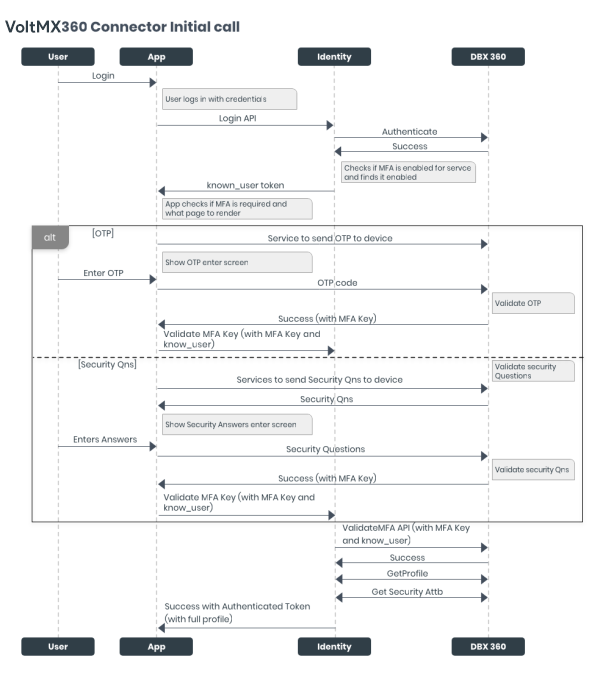 VoltMX360 Connector Initial call
User
App
Identity
DBX 360
Login
User logs in with credentials
Login API
Authenticate
Success
Checks if MFA is enabled for servce
and finds it enabled
known_user token
App checks if MFA is required and
what page to render
alt
[OTP]
Service to send OTP to device
Show OTP enter screen
Enter OTP
OTP code
Validate OTP
Success (with MFA Key)
Validate MFA Key (with MFA Key and
know_user)
[Security Qns]
Validate security
Questions
Services to send Security Qns to device
Security Qns
Show Security Answers enter screen
Enters Answers
Security Questions
Validate security Qns
Success (with MFA Key)
Validate MFA Key (with MFA Key and
know_user)
ValidateMFA API (with MFA Key
and know_user)
Success
GetProfile
Get Security Attb
Success with Authenticated Token
(with full profile)
User
App
Identity
DBX 360